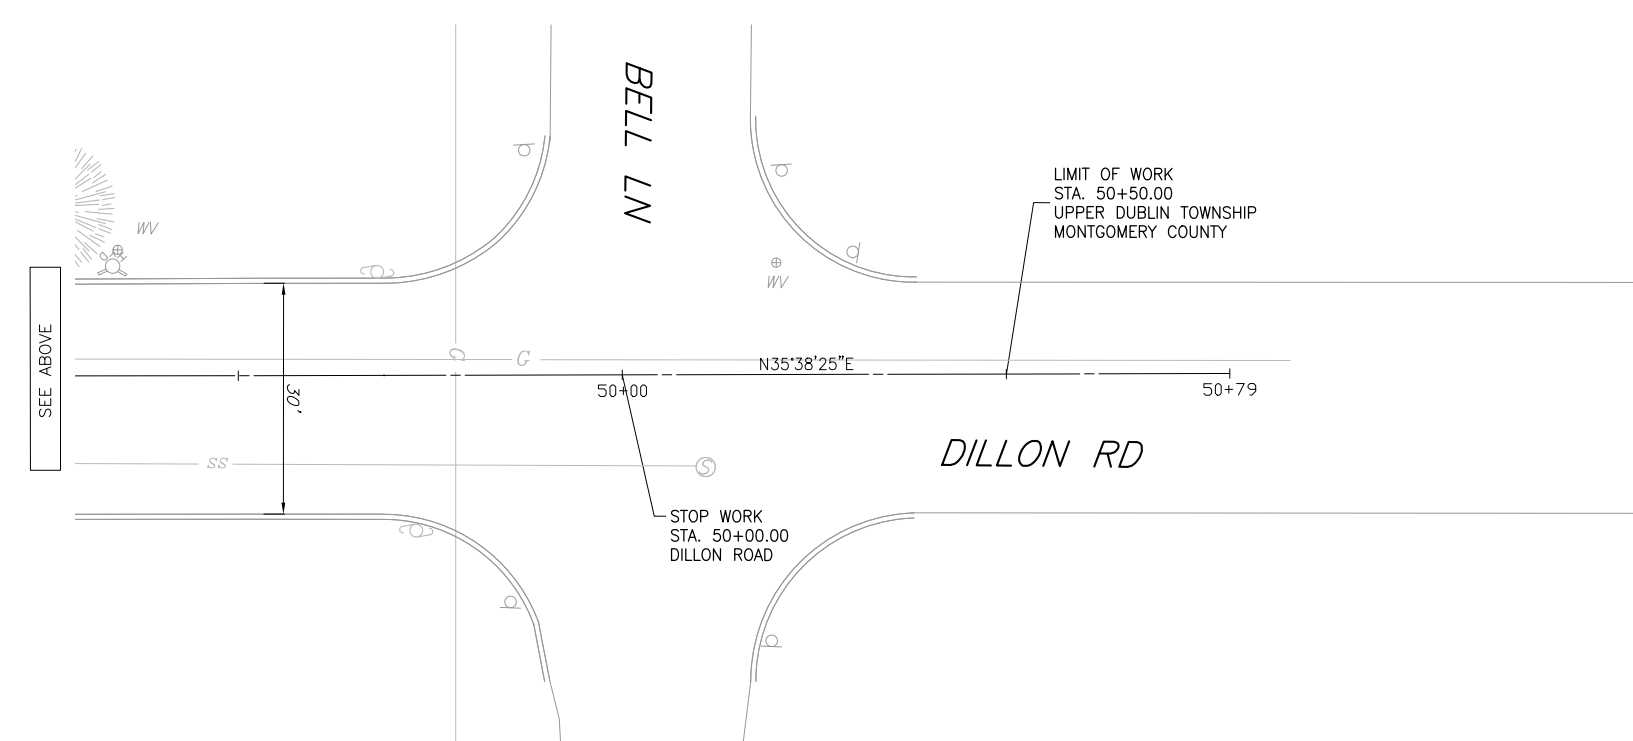 BELL LN
LIMIT OF WORK
STA. 50+50.00
UPPER DUBLIN TOWNSHIP
MONTGOMERY COUNTY
WV
WV
SEE ABOVE
G
G
N35°38'25"E
30'
50+00
50+79
DILLON RD
SS
S
STOP WORK
STA. 50+00.00
DILLON ROAD